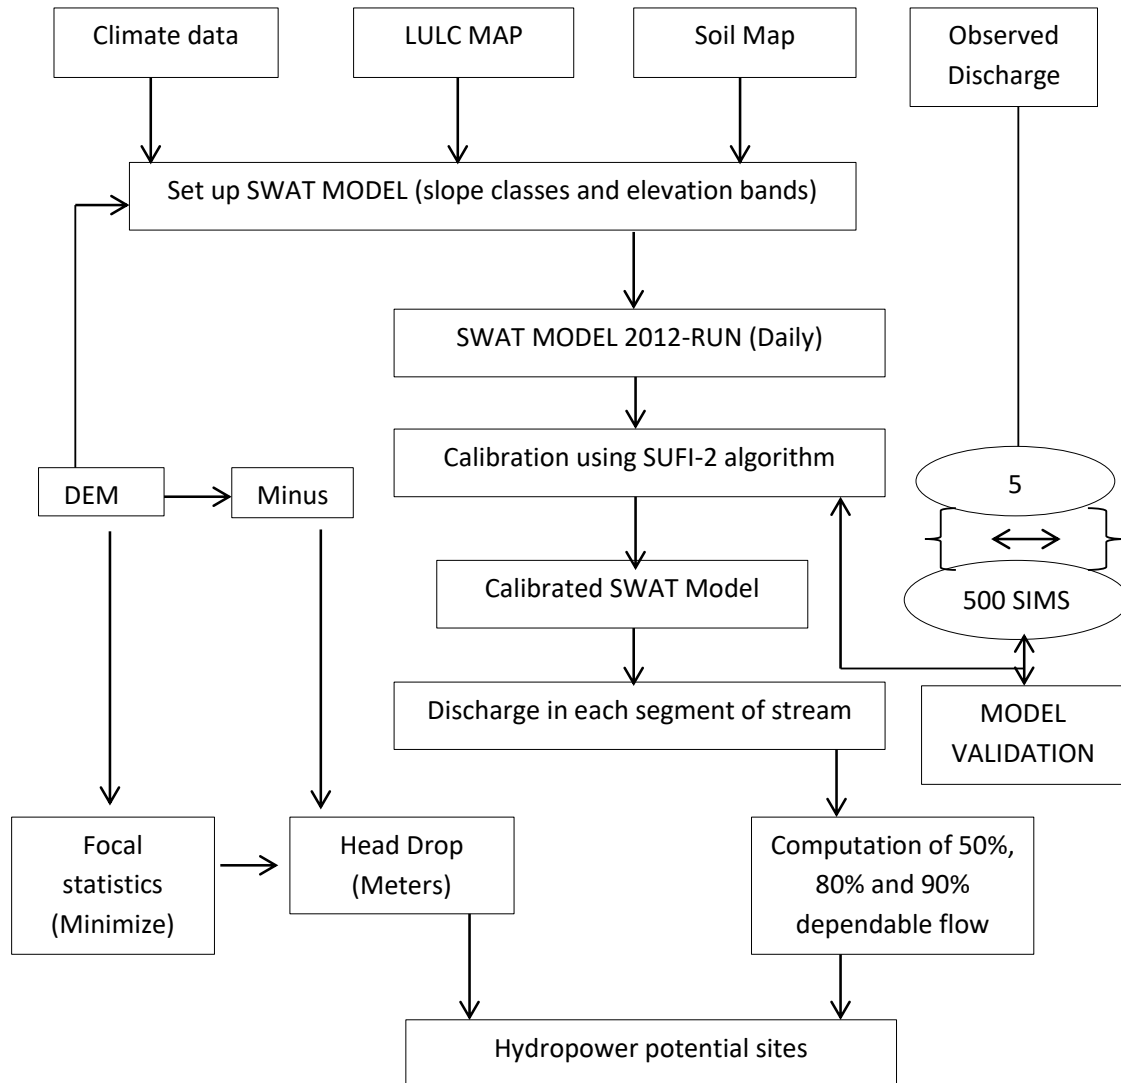 Climate data
LULC MAP
Soil Map
Observed
Discharge
Set up SWAT MODEL (slope classes and elevation bands)
SWAT MODEL 2012-RUN (Daily)
Calibration using SUFI-2 algorithm
DEM
Minus
5
500 SIMS
Calibrated SWAT Model
Discharge in each segment of stream
MODEL
VALIDATION
Focal
statistics
(Minimize)
Head Drop
(Meters)
Computation of 50%,
80% and 90%
dependable flow
Hydropower potential sites